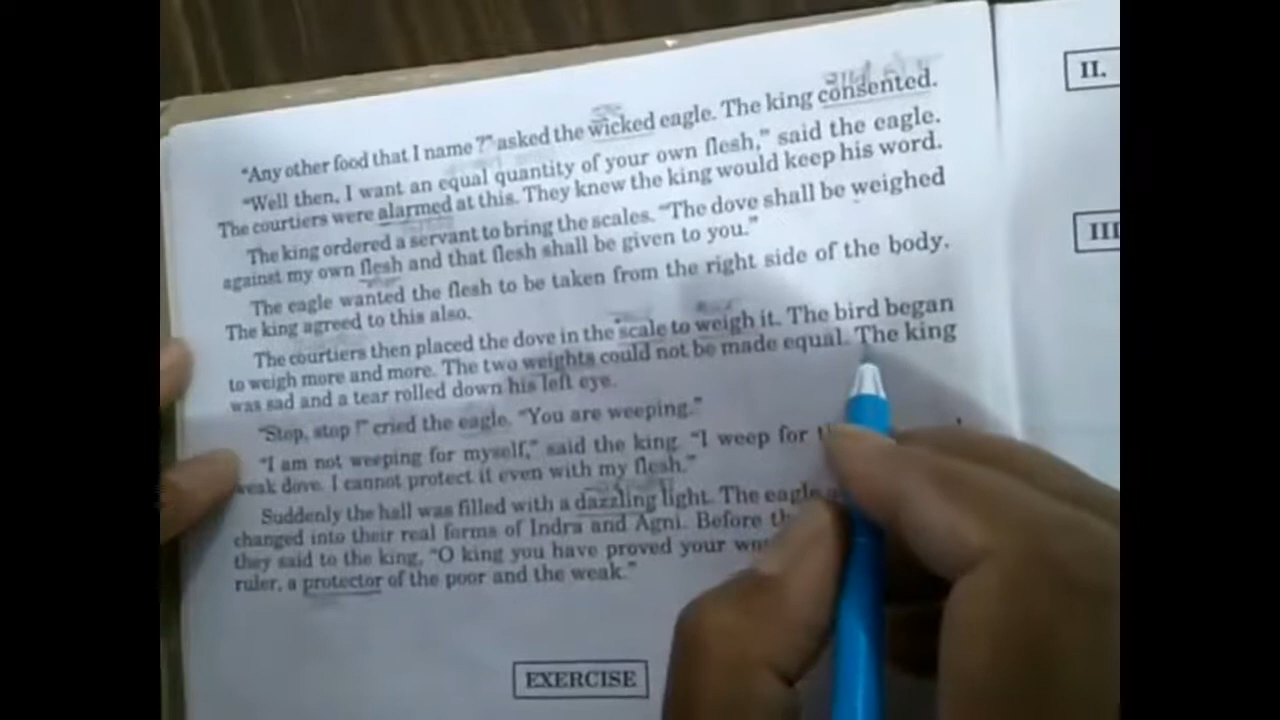 "Any other food that I name ?" asked the wicked eagle. The king consented.
"Well then, I want an equal quantity of your own flesh," said the eagle.
The courtiers were alarmed at this. They knew the king would keep his word.
The king ordered a servant to bring the scales. "The dove shall be weighed
against my own flesh and that flesh shall be given to you."
The eagle wanted the flesh to be taken from the right side of the body.
The king agreed to this also.
The courtiers then placed the dove in the scale to weigh it. The bird began
to weigh more and more. The two weights could not be made equal. The king
was sad and a tear rolled down his left eye.
"Stop, stop !" cried the eagle. "You are weeping."
"I am not weeping for myself," said the king. "I weep for
weak dove. I cannot protect it even with my flesh."
Suddenly the hall was filled with a dazzling light. The eagle
changed into their real forms of Indra and Agni. Before
they said to the king, "O king you have proved your
ruler, a protector of the poor and the weak."
EXERCISE
II.
III